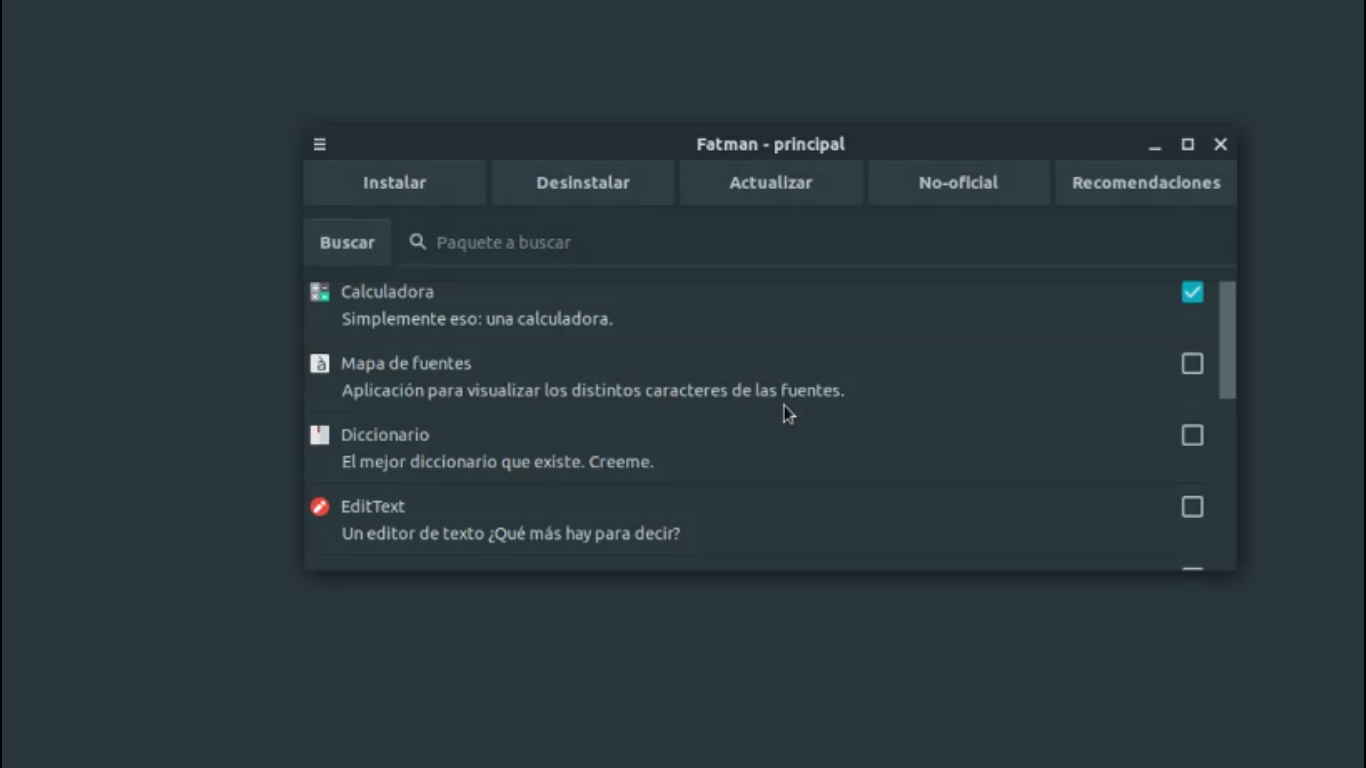 Fatman - principal
Instalar
Desinstalar
Actualizar
No-oficial
Recomendaciones
Buscar
Paquete a buscar
Calculadora
Simplemente eso: una calculadora.
Mapa de fuentes
Aplicación para visualizar los distintos caracteres de las fuentes.
Diccionario
El mejor diccionario que existe. Creeme.
EditText
Un editor de texto ¿Qué más hay para decir?